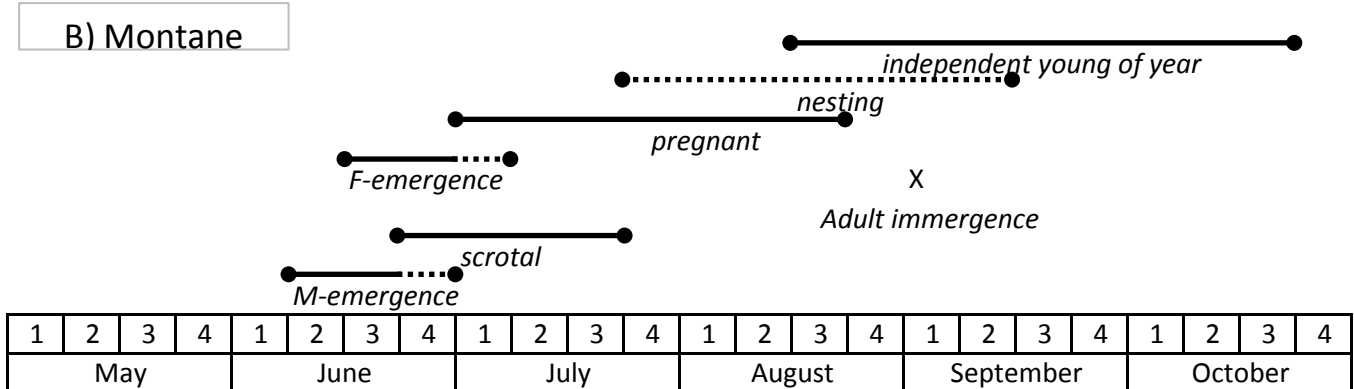 B) Montane
independent young of year
nesting
pregnant
F-emergence
X
Adult immergence
scrotal
M-emergence
1 2 3 4 1 2 3 4 1 2 3 4 1 2 3 4 1 2 3 4 1 2 3 4
May June July August September October